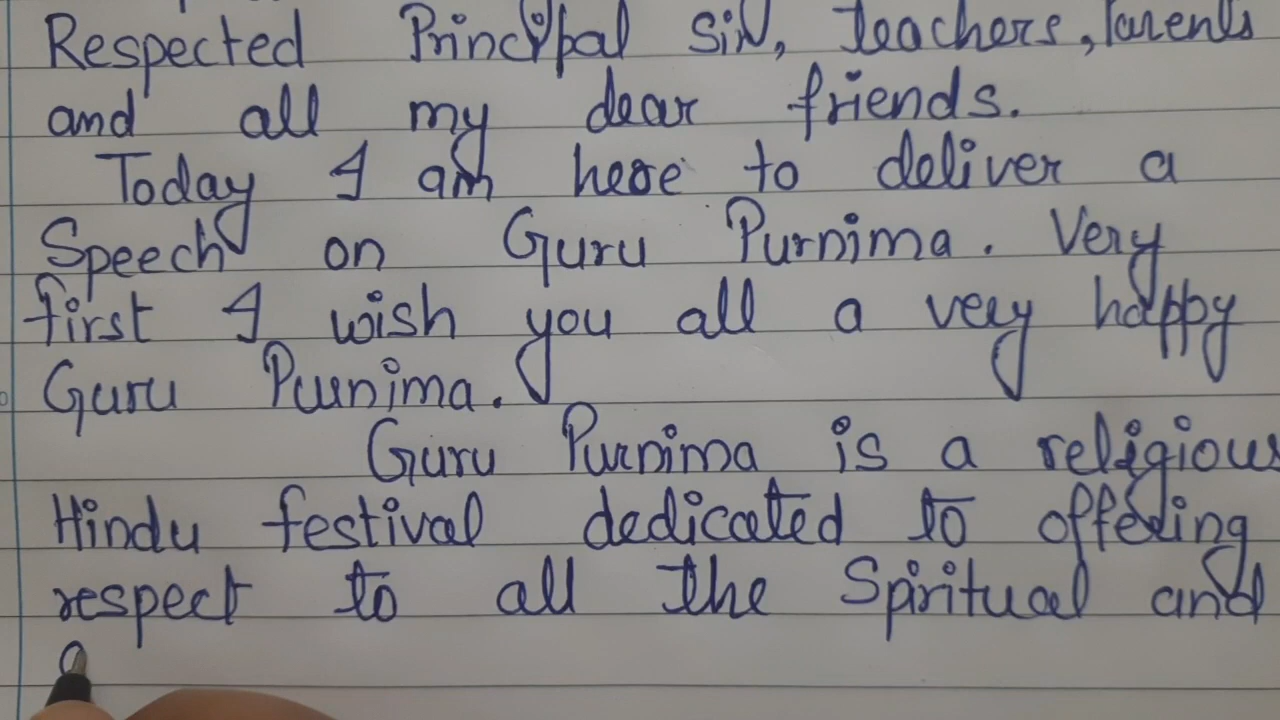 Respected Principal Sir, teachers, Parents
and all my dear friends.
Today I am here to deliver a
Speech on Guru Purnima. Very
first I wish you all a very happy
Guru Purnima.
Guru Purnima is a religious
Hindu festival dedicated to offering
respect to all the Spiritual and